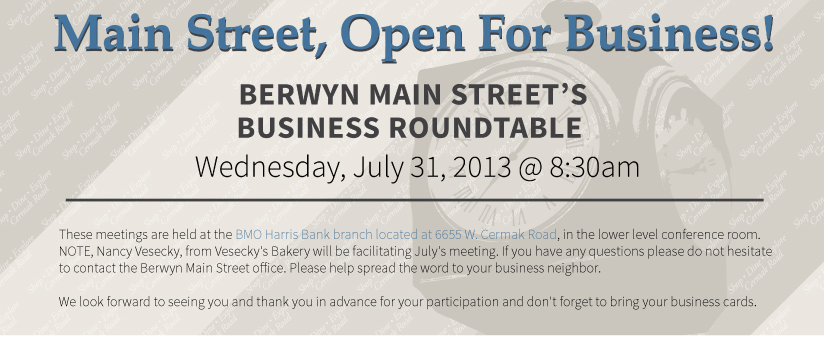 Main Street, Open For Business!
BERWYN MAIN STREET'S
BUSINESS ROUNDTABLE
Wednesday, July 31, 2013 @ 8:30am
These meetings are held at the BMO Harris Bank branch located at 6655 W. Cermak Road, in the lower level conference room.
NOTE, Nancy Vesecky, from Vesecky's Bakery will be facilitating July's meeting. If you have any questions please do not hesitate
to contact the Berwyn Main Street office. Please help spread the word to your business neighbor.
We look forward to seeing you and thank you in advance for your participation and don't forget to bring your business cards.
Shop • Dine • Explore
Cermak Road